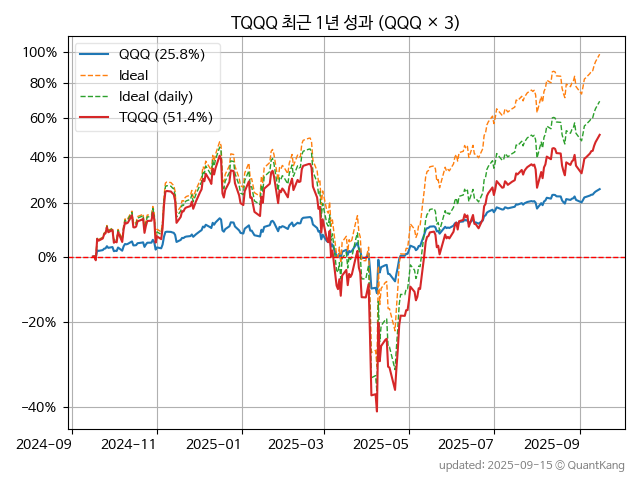 TQQQ 최근 1년 성과 (QQQ × 3)
100%
80%
60%
40%
20%
0%
−20%
−40%
QQQ (25.8%)
Ideal
Ideal (daily)
TQQQ (51.4%)
2024-09
2024-11
2025-01
2025-03
2025-05
2025-07
2025-09
updated: 2025-09-15 ⓒ QuantKang